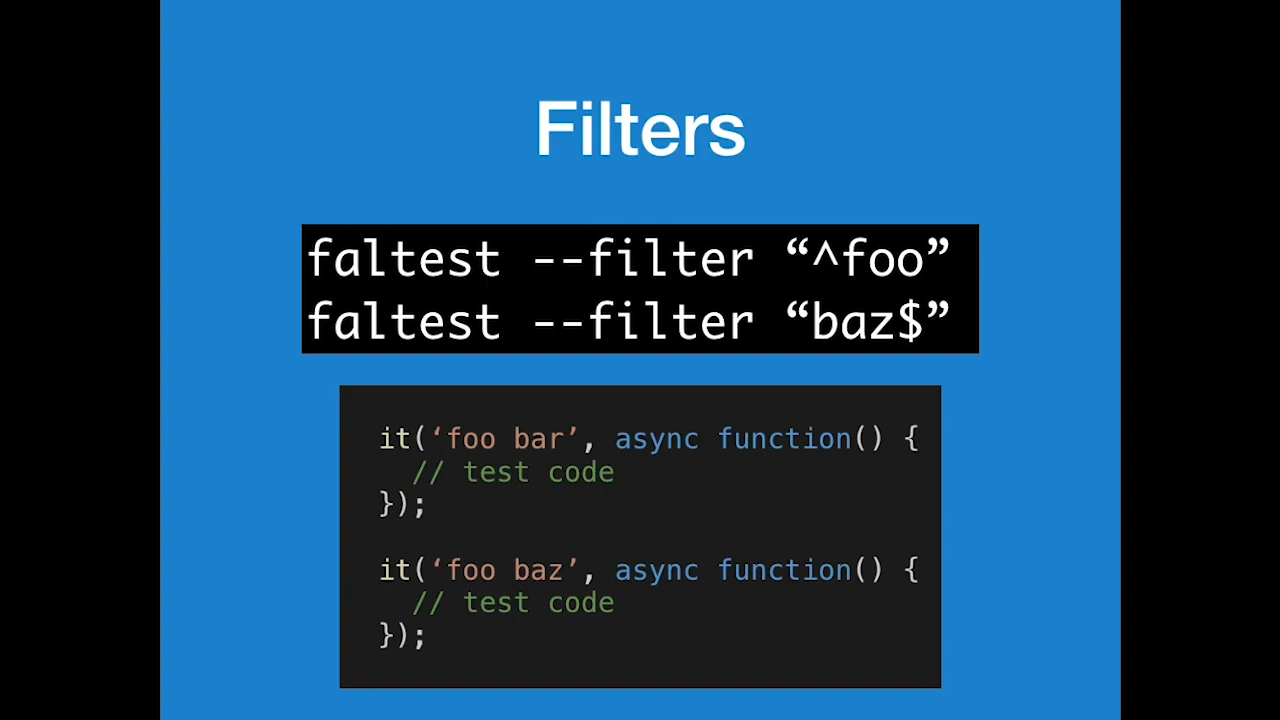 Filters
faltest --filter “^foo”
faltest --filter “baz$”
it(‘foo bar’, async function() {
// test code
});
it(‘foo baz’, async function() {
// test code
});